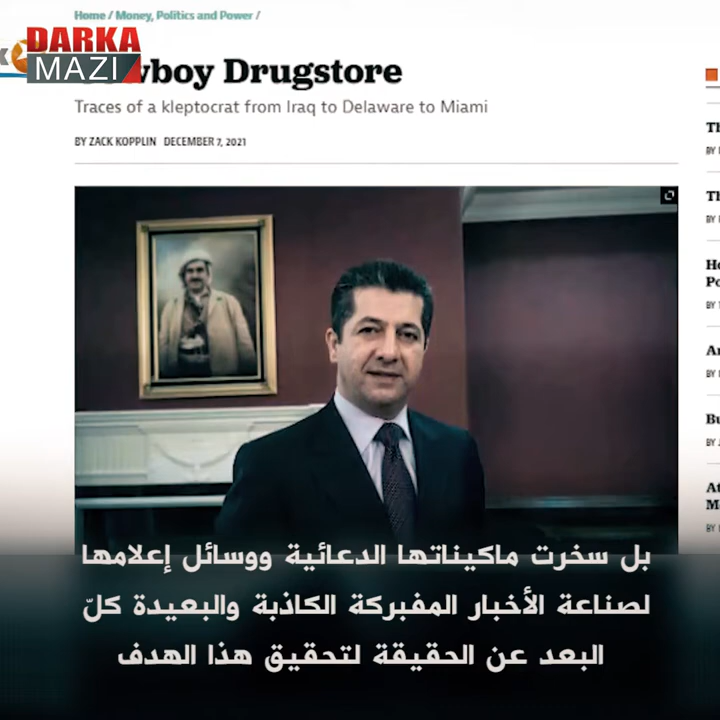 Home / Money, Politics and Power /
DARKA
MAZI
Drugstore
Traces of a kleptocrat from Iraq to Delaware to Miami
BY ZACK KOPPLIN DECEMBER 7, 2021
بل سخرت ماكيناتها الدعائية ووسائل إعلامها
لصناعة الأخبار المفبركة الكاذبة والبعيدة كلّ
البعد عن الحقيقة لتحقيق هذا الهدف